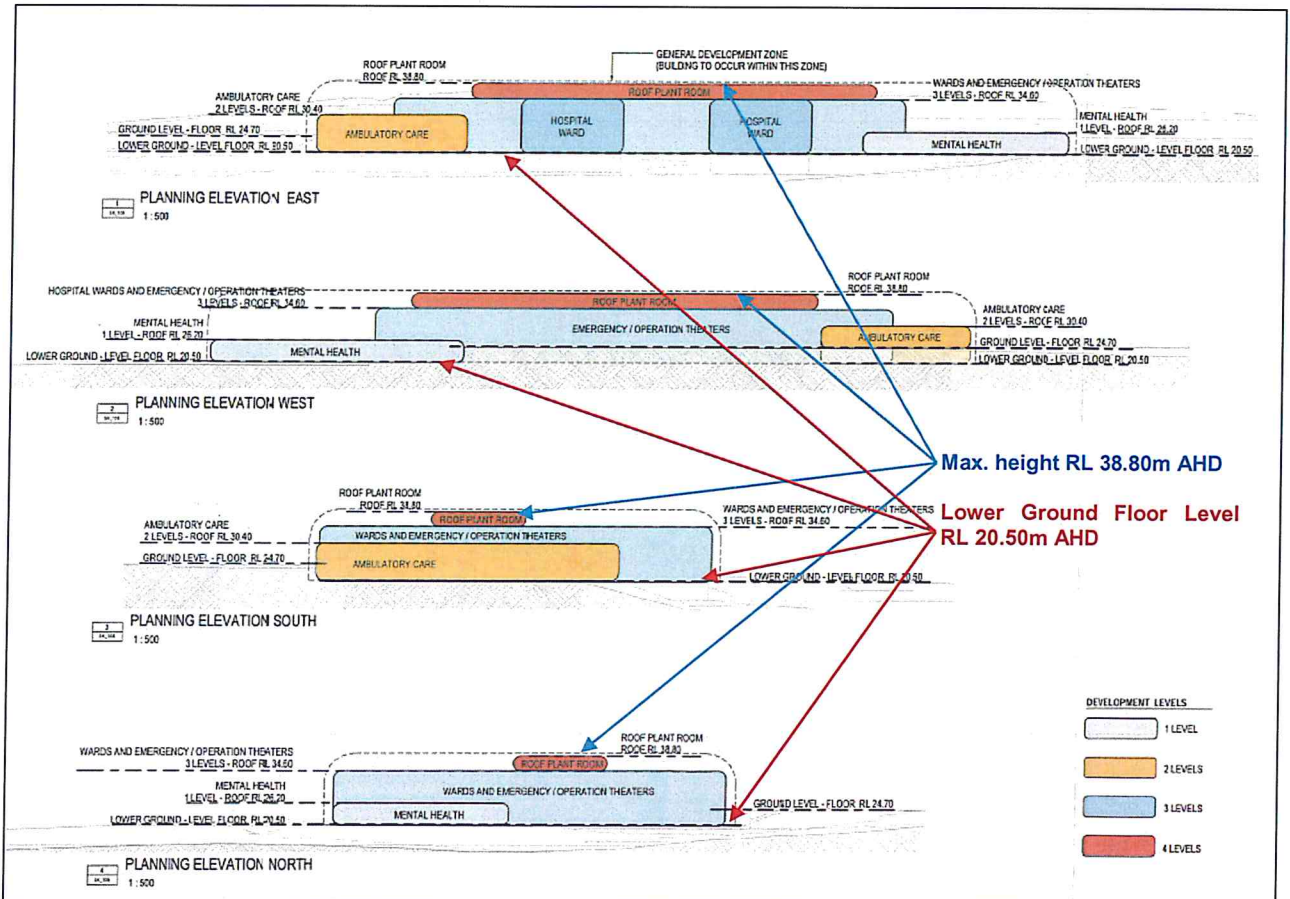 GENERAL DEVELOPMENT ZONE
(BUILDING TO OCCUR WITHIN THIS ZONE)
ROOF PLANT ROOM
ROOF RL 38.80
WARDS AND EMERGENCY / OPERATION THEATERS
3 LEVELS - ROOF RL 34.60
ROOF PLANT ROOM
AMBULATORY CARE
2 LEVELS - ROOF RL 30.40
HOSPITAL
WARD
HOSPITAL
WARD
MENTAL HEALTH
1 LEVEL - ROOF RL 26.20
GROUND LEVEL - FLOOR RL 24.70
AMBULATORY CARE
MENTAL HEALTH
LOWER GROUND - LEVEL FLOOR RL 20.50
LOWER GROUND - LEVEL FLOOR RL 20.50
1
PLANNING ELEVATION EAST
1 : 500
ROOF PLANT ROOM
ROOF RL 38.80
HOSPITAL WARDS AND EMERGENCY / OPERATION THEATERS
3 LEVELS - ROOF RL 34.60
ROOF PLANT ROOM
AMBULATORY CARE
2 LEVELS - ROOF RL 30.40
MENTAL HEALTH
1 LEVEL - ROOF RL 26.20
EMERGENCY / OPERATION THEATERS
AMBULATORY CARE
GROUND LEVEL - FLOOR RL 24.70
MENTAL HEALTH
LOWER GROUND - LEVEL FLOOR RL 20.50
LOWER GROUND - LEVEL FLOOR RL 20.50
2
PLANNING ELEVATION WEST
1 : 500
Max. height RL 38.80m AHD
Lower Ground Floor Level
RL 20.50m AHD
ROOF PLANT ROOM
ROOF RL 38.80
WARDS AND EMERGENCY / OPERATION THEATERS
3 LEVELS - ROOF RL 34.60
ROOF PLANT ROOM
AMBULATORY CARE
2 LEVELS - ROOF RL 30.40
WARDS AND EMERGENCY / OPERATION THEATERS
GROUND LEVEL - FLOOR RL 24.70
AMBULATORY CARE
LOWER GROUND - LEVEL FLOOR RL 20.50
3
PLANNING ELEVATION SOUTH
1 : 500
ROOF PLANT ROOM
ROOF RL 38.80
WARDS AND EMERGENCY / OPERATION THEATERS
3 LEVELS - ROOF RL 34.60
ROOF PLANT ROOM
MENTAL HEALTH
1 LEVEL - ROOF RL 26.20
WARDS AND EMERGENCY / OPERATION THEATERS
GROUND LEVEL - FLOOR RL 24.70
MENTAL HEALTH
LOWER GROUND - LEVEL FLOOR RL 20.50
4
PLANNING ELEVATION NORTH
1 : 500
DEVELOPMENT LEVELS
1 LEVEL
2 LEVELS
3 LEVELS
4 LEVELS